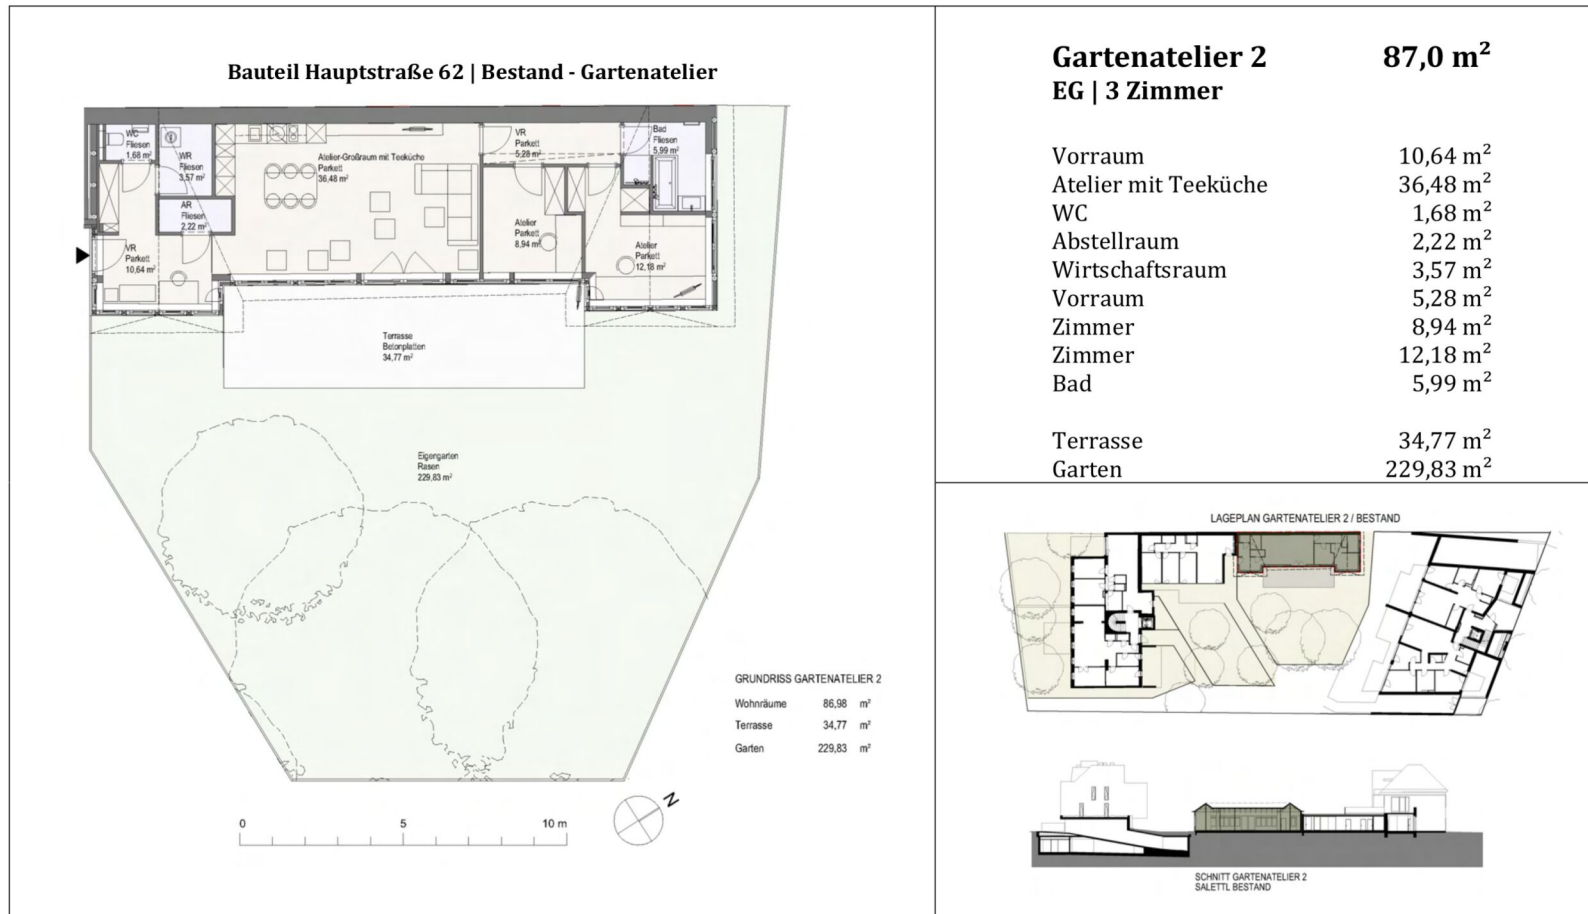 Bauteil Hauptstraße 62 | Bestand - Gartenatelier
WC
Fliesen
1,68 m²
WR
Fliesen
3,57 m²
AR
Fliesen
2,22 m²
VR
Parkett
10,64 m²
Atelier-Großraum mit Teeküche
Parkett
36,48 m²
VR
Parkett
5,28 m²
Bad
Fliesen
5,99 m²
Atelier
Parkett
8,94 m²
Atelier
Parkett
12,18 m²
Terrasse
Betonplatten
34,77 m²
Eigengarten
Rasen
229,83 m²
GRUNDRISS GARTENATELIER 2
Wohnräume 86,98 m²
Terrasse 34,77 m²
Garten 229,83 m²
N
0 5 10 m
Gartenatelier 2 87,0 m²
EG | 3 Zimmer
Vorraum 10,64 m²
Atelier mit Teeküche 36,48 m²
WC 1,68 m²
Abstellraum 2,22 m²
Wirtschaftsraum 3,57 m²
Vorraum 5,28 m²
Zimmer 8,94 m²
Zimmer 12,18 m²
Bad 5,99 m²
Terrasse 34,77 m²
Garten 229,83 m²
LAGEPLAN GARTENATELIER 2 / BESTAND
SCHNITT GARTENATELIER 2
SALETTL BESTAND